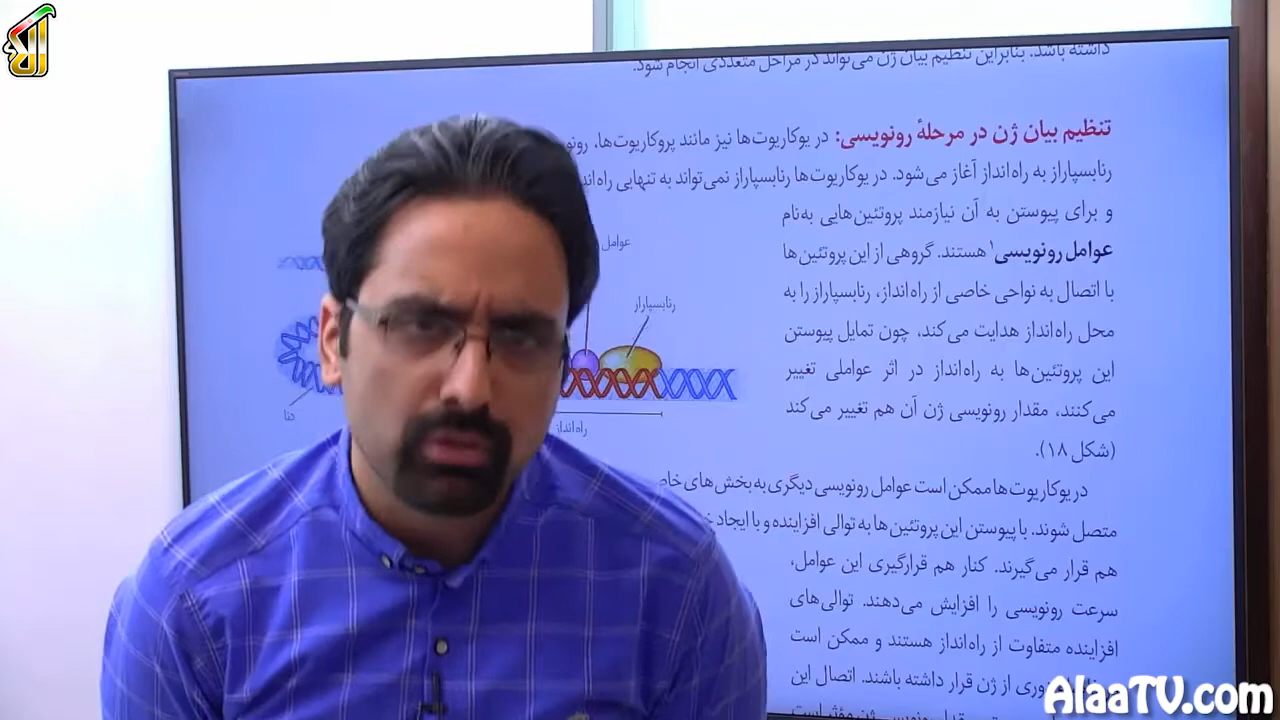 آلاء
داشته باشد. بنابراین تنظیم بیان ژن می‌تواند در مراحل متعددی انجام شود.
تنظیم بیان ژن در مرحلهٔ رونویسی: در یوکاریوت‌ها نیز مانند پروکاریوت‌ها،
رنابسپاراز به راه‌انداز آغاز می‌شود. در یوکاریوت‌ها رنابسپاراز نمی‌تواند به تنهایی
و برای پیوستن به آن نیازمند پروتئین‌هایی به‌نام
عوامل رونویسی۱ هستند. گروهی از این پروتئین‌ها
با اتصال به نواحی خاصی از راه‌انداز، رنابسپاراز را به
محل راه‌انداز هدایت می‌کند، چون تمایل پیوستن
این پروتئین‌ها به راه‌انداز در اثر عواملی تغییر
می‌کنند، مقدار رونویسی ژن آن هم تغییر می‌کند
(شکل ۱۸).
عوامل
رنابسپاراز
دنا
راه‌انداز
در یوکاریوت‌ها ممکن است عوامل رونویسی دیگری به بخش‌های
متصل شوند. با پیوستن این پروتئین‌ها به توالی افزاینده و با ایجاد
هم قرار می‌گیرند. کنار هم قرارگیری این عوامل،
سرعت رونویسی را افزایش می‌دهند. توالی‌های
افزاینده متفاوت از راه‌انداز هستند و ممکن است
از ژن قرار داشته باشند. اتصال این
رونویسی ژن مؤثر است
AlaaTV.com